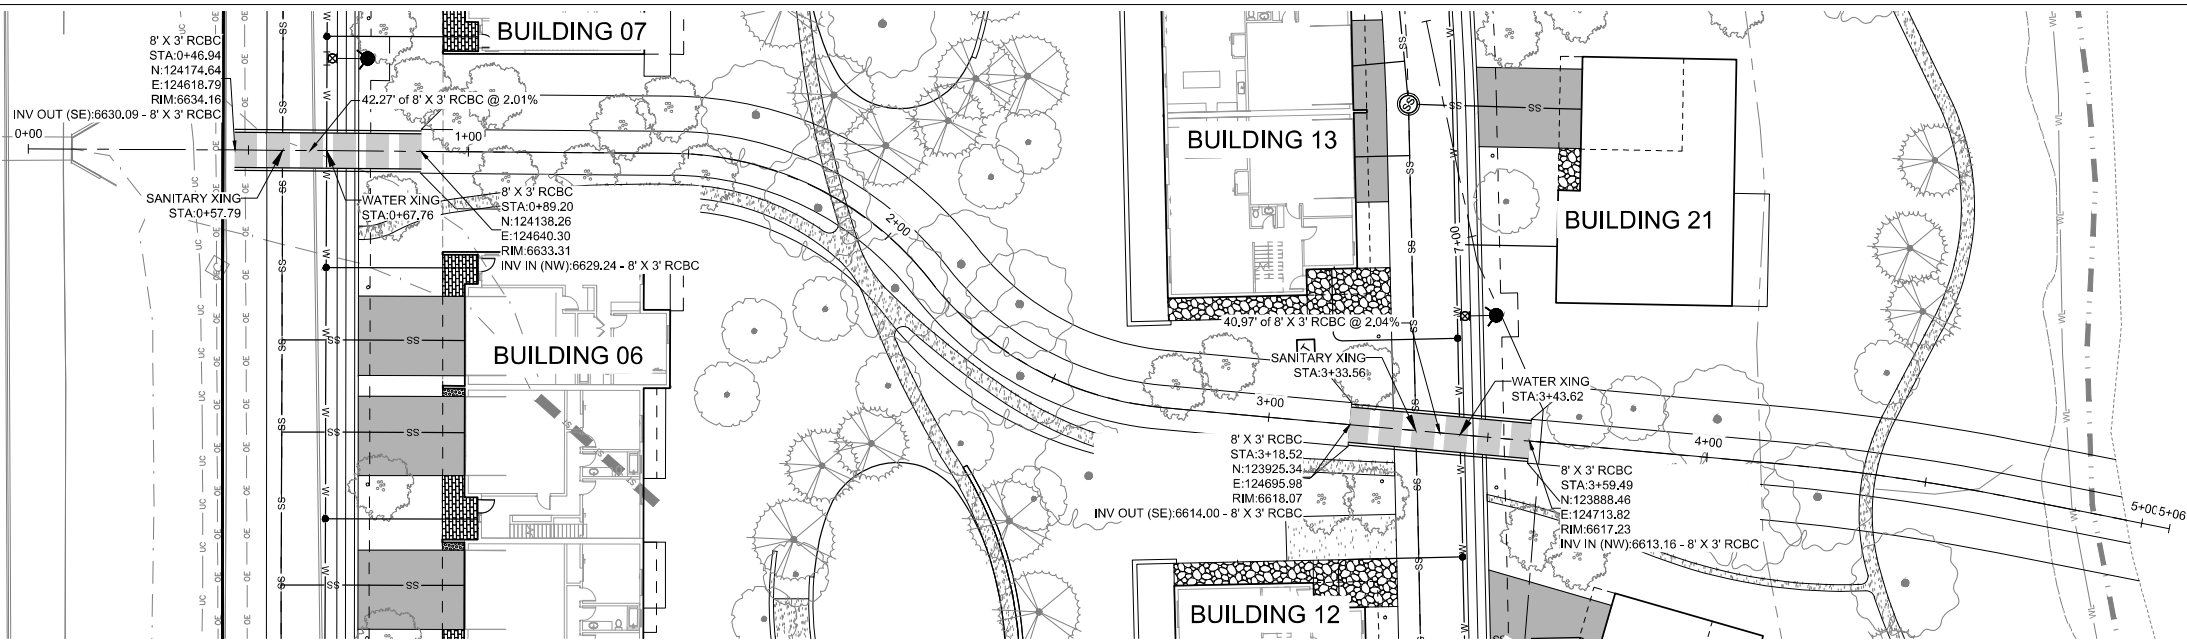 BUILDING 07
8' X 3' RCBC
STA:0+46.94
N:124174.64
E:124618.79
RIM:6634.16
INV OUT (SE):6630.09 - 8' X 3' RCBC
42.27' of 8' X 3' RCBC @ 2.01%
0+00
1+00
SANITARY XING
STA:0+57.79
WATER XING
STA:0+67.76
8' X 3' RCBC
STA:0+89.20
N:124138.26
E:124640.30
RIM:6633.31
INV IN (NW):6629.24 - 8' X 3' RCBC
2+00
BUILDING 13
BUILDING 21
1+00
BUILDING 06
40.97' of 8' X 3' RCBC @ 2.04%
SANITARY XING
STA:3+33.56
WATER XING
STA:3+43.62
3+00
4+00
8' X 3' RCBC
STA:3+18.52
N:123925.34
E:124695.98
RIM:6618.07
INV OUT (SE):6614.00 - 8' X 3' RCBC
8' X 3' RCBC
STA:3+59.49
N:123888.46
E:124713.82
RIM:6617.23
INV IN (NW):6613.16 - 8' X 3' RCBC
5+00
5+06
BUILDING 12
UC
OE
SS
W
WL
ST